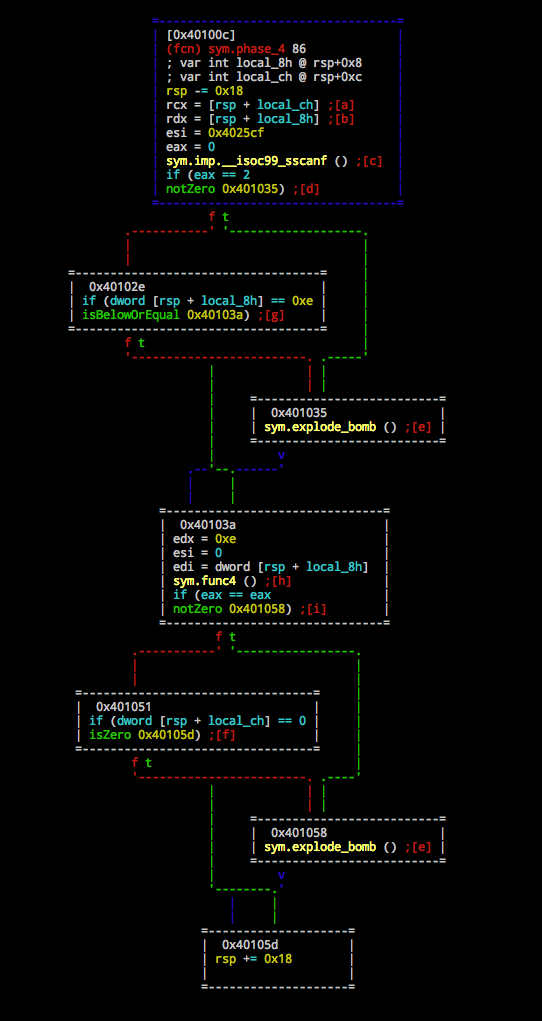 [0x40100c]
(fcn) sym.phase_4 86
; var int local_8h @ rsp+0x8
; var int local_ch @ rsp+0xc
rsp -= 0x18
rcx = [rsp + local_ch] ;[a]
rdx = [rsp + local_8h] ;[b]
esi = 0x4025cf
eax = 0
sym.imp.__isoc99_sscanf () ;[c]
if (eax == 2
notZero 0x401035) ;[d]
f t
0x40102e
if (dword [rsp + local_8h] == 0xe
isBelowOrEqual 0x40103a) ;[g]
f t
0x401035
sym.explode_bomb () ;[e]
v
0x40103a
edx = 0xe
esi = 0
edi = dword [rsp + local_8h]
sym.func4 () ;[h]
if (eax == eax
notZero 0x401058) ;[i]
f t
0x401051
if (dword [rsp + local_ch] == 0
isZero 0x40105d) ;[f]
f t
0x401058
sym.explode_bomb () ;[e]
v
0x40105d
rsp += 0x18